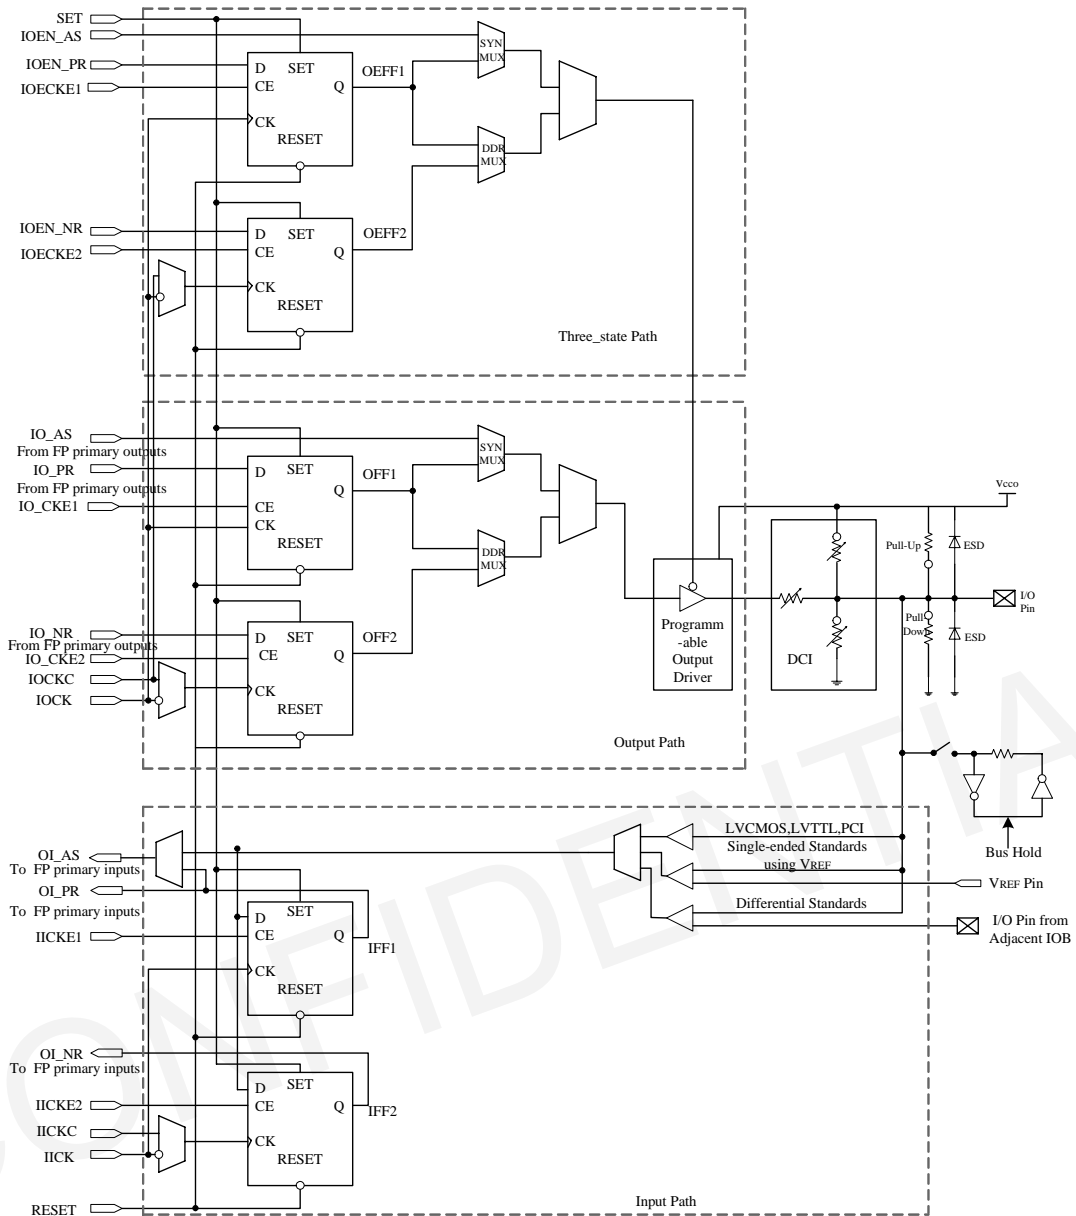 SET
IOEN_AS
IOEN_PR
IOECKE1
D SET
CE
Q
CK
RESET
OEFF1
SYN
MUX
DDR
MUX
IOEN_NR
IOECKE2
D SET
CE
Q
CK
RESET
OEFF2
Three_state Path
IO_AS
From FP primary outputs
IO_PR
From FP primary outputs
IO_CKE1
D SET
Q
CE
CK
RESET
OFF1
SYN
MUX
DDR
MUX
IO_NR
From FP primary outputs
IO_CKE2
IOCKC
IOCK
D SET
CE
Q
CK
RESET
OFF2
Output Path
Programm
-able
Output
Driver
DCI
Vcco
Pull-Up
ESD
I/O
Pin
Pull
Down
ESD
Bus Hold
OI_AS
To FP primary inputs
OI_PR
To FP primary inputs
IICKE1
D SET
CE
Q
CK
RESET
IFF1
LVCMOS,LVTTL,PCI
Single-ended Standards
using VREF
VREF Pin
Differential Standards
I/O Pin from
Adjacent IOB
OI_NR
To FP primary inputs
IICKE2
IICKC
IICK
D SET
CE
Q
CK
RESET
IFF2
RESET
Input Path
CONFIDENTIA